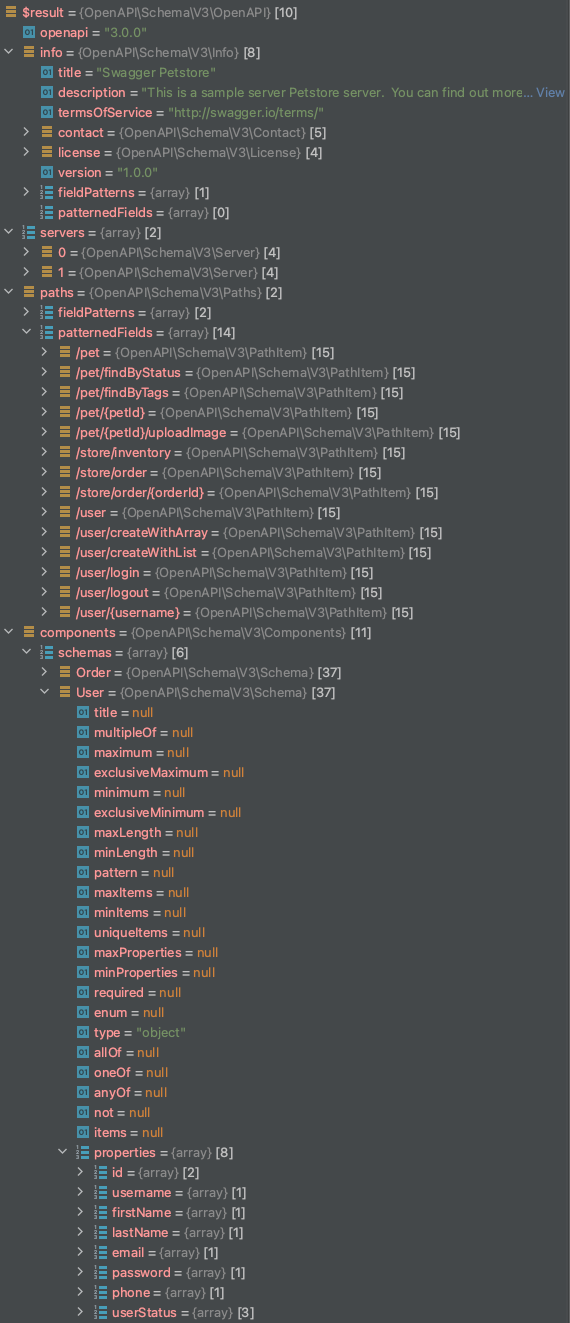 $result = {OpenAPI\Schema\V3\OpenAPI} [10]
openapi = "3.0.0"
info = {OpenAPI\Schema\V3\Info} [8]
title = "Swagger Petstore"
description = "This is a sample server Petstore server.  You can find out more... View
termsOfService = "http://swagger.io/terms/"
contact = {OpenAPI\Schema\V3\Contact} [5]
license = {OpenAPI\Schema\V3\License} [4]
version = "1.0.0"
fieldPatterns = {array} [1]
patternedFields = {array} [0]
servers = {array} [2]
0 = {OpenAPI\Schema\V3\Server} [4]
1 = {OpenAPI\Schema\V3\Server} [4]
paths = {OpenAPI\Schema\V3\Paths} [2]
fieldPatterns = {array} [2]
patternedFields = {array} [14]
/pet = {OpenAPI\Schema\V3\PathItem} [15]
/pet/findByStatus = {OpenAPI\Schema\V3\PathItem} [15]
/pet/findByTags = {OpenAPI\Schema\V3\PathItem} [15]
/pet/{petId} = {OpenAPI\Schema\V3\PathItem} [15]
/pet/{petId}/uploadImage = {OpenAPI\Schema\V3\PathItem} [15]
/store/inventory = {OpenAPI\Schema\V3\PathItem} [15]
/store/order = {OpenAPI\Schema\V3\PathItem} [15]
/store/order/{orderId} = {OpenAPI\Schema\V3\PathItem} [15]
/user = {OpenAPI\Schema\V3\PathItem} [15]
/user/createWithArray = {OpenAPI\Schema\V3\PathItem} [15]
/user/createWithList = {OpenAPI\Schema\V3\PathItem} [15]
/user/login = {OpenAPI\Schema\V3\PathItem} [15]
/user/logout = {OpenAPI\Schema\V3\PathItem} [15]
/user/{username} = {OpenAPI\Schema\V3\PathItem} [15]
components = {OpenAPI\Schema\V3\Components} [11]
schemas = {array} [6]
Order = {OpenAPI\Schema\V3\Schema} [37]
User = {OpenAPI\Schema\V3\Schema} [37]
title = null
multipleOf = null
maximum = null
exclusiveMaximum = null
minimum = null
exclusiveMinimum = null
maxLength = null
minLength = null
pattern = null
maxItems = null
minItems = null
uniqueItems = null
maxProperties = null
minProperties = null
required = null
enum = null
type = "object"
allOf = null
oneOf = null
anyOf = null
not = null
items = null
properties = {array} [8]
id = {array} [2]
username = {array} [1]
firstName = {array} [1]
lastName = {array} [1]
email = {array} [1]
password = {array} [1]
phone = {array} [1]
userStatus = {array} [3]